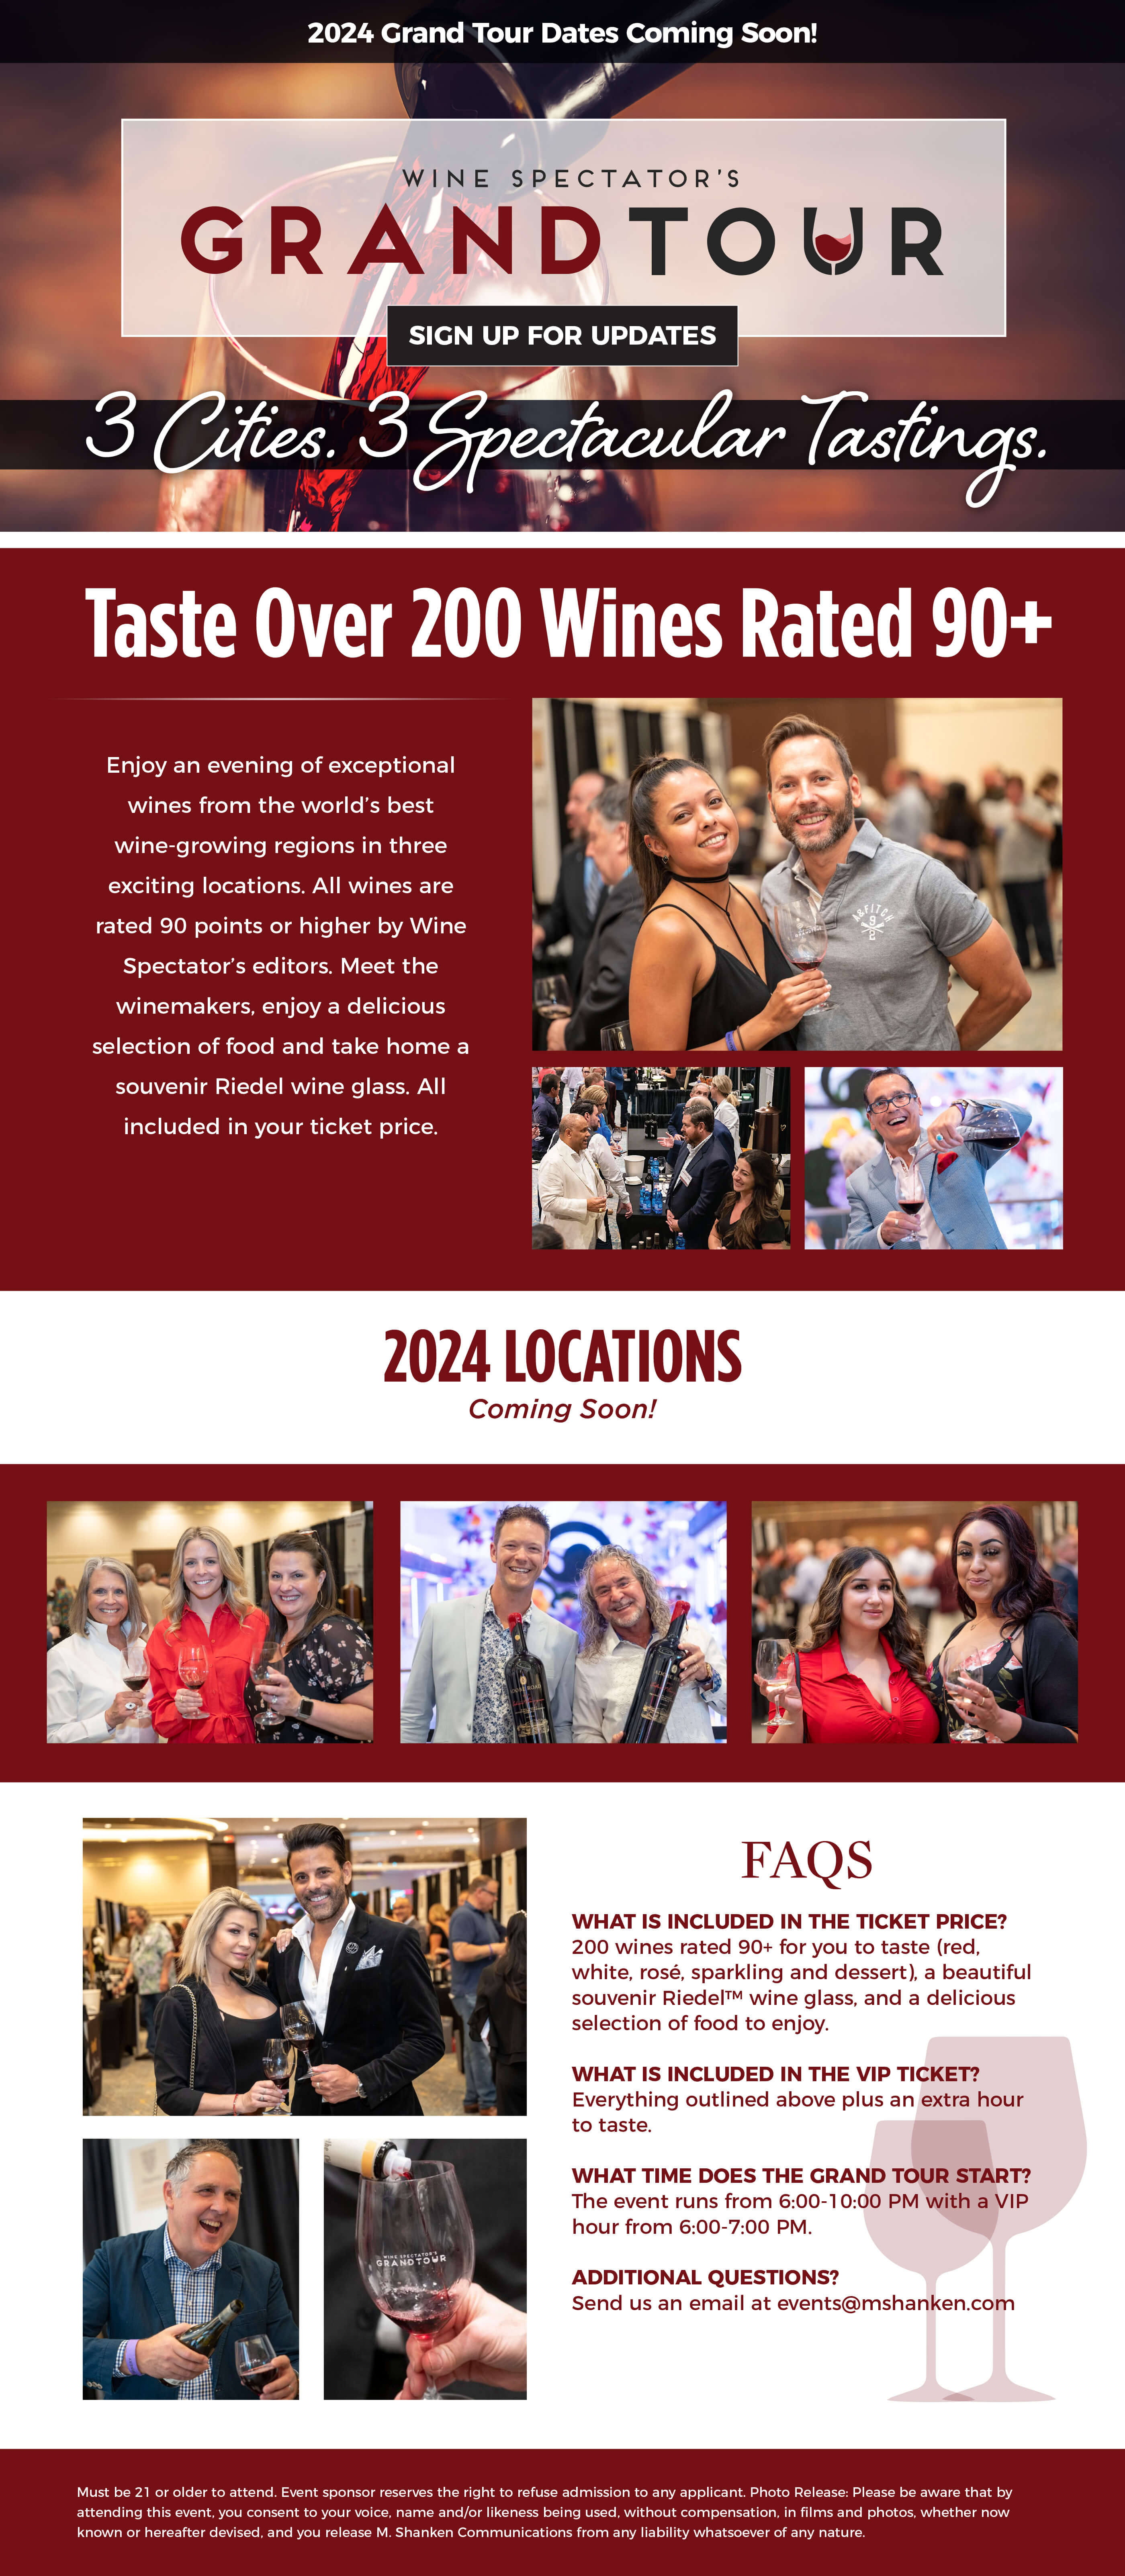 2024 Grand Tour Dates Coming Soon!
WINE SPECTATOR'S
GRAND TOUR
SIGN UP FOR UPDATES
3 Cities. 3 Spectacular Tastings.
Taste Over 200 Wines Rated 90+
Enjoy an evening of exceptional
wines from the world's best
wine-growing regions in three
exciting locations. All wines are
rated 90 points or higher by Wine
Spectator's editors. Meet the
winemakers, enjoy a delicious
selection of food and take home a
souvenir Riedel wine glass. All
included in your ticket price.
A&FITCH
2024 LOCATIONS
Coming Soon!
FAQS
WHAT IS INCLUDED IN THE TICKET PRICE?
200 wines rated 90+ for you to taste (red,
white, rosé, sparkling and dessert), a beautiful
souvenir Riedel™ wine glass, and a delicious
selection of food to enjoy.
WHAT IS INCLUDED IN THE VIP TICKET?
Everything outlined above plus an extra hour
to taste.
WHAT TIME DOES THE GRAND TOUR START?
The event runs from 6:00-10:00 PM with a VIP
hour from 6:00-7:00 PM.
ADDITIONAL QUESTIONS?
Send us an email at events@mshanken.com
WINE SPECTATOR'S
GRANDTOUR
Must be 21 or older to attend. Event sponsor reserves the right to refuse admission to any applicant. Photo Release: Please be aware that by
attending this event, you consent to your voice, name and/or likeness being used, without compensation, in films and photos, whether now
known or hereafter devised, and you release M. Shanken Communications from any liability whatsoever of any nature.